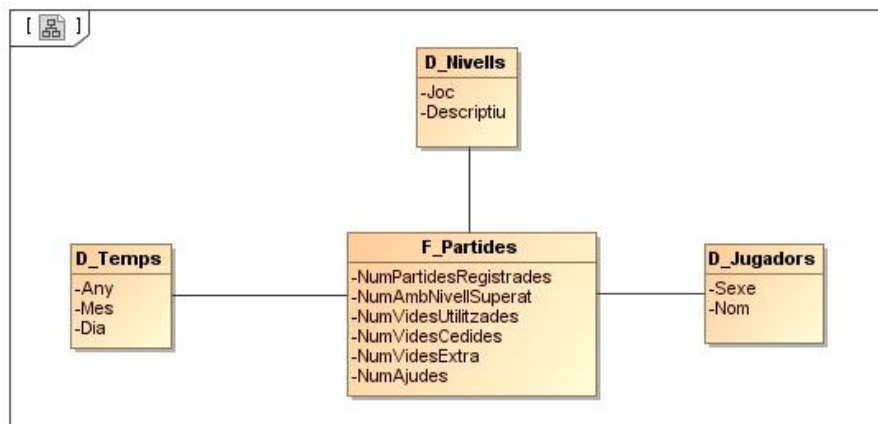 [ ]
D_Nivells
-Joc
-Descriptiu
D_Temps
-Any
-Mes
-Dia
F_Partides
-NumPartidesRegistrades
-NumAmbNivellSuperat
-NumVidesUtilitzades
-NumVidesCedides
-NumVidesExtra
-NumAjudes
D_Jugadors
-Sexe
-Nom